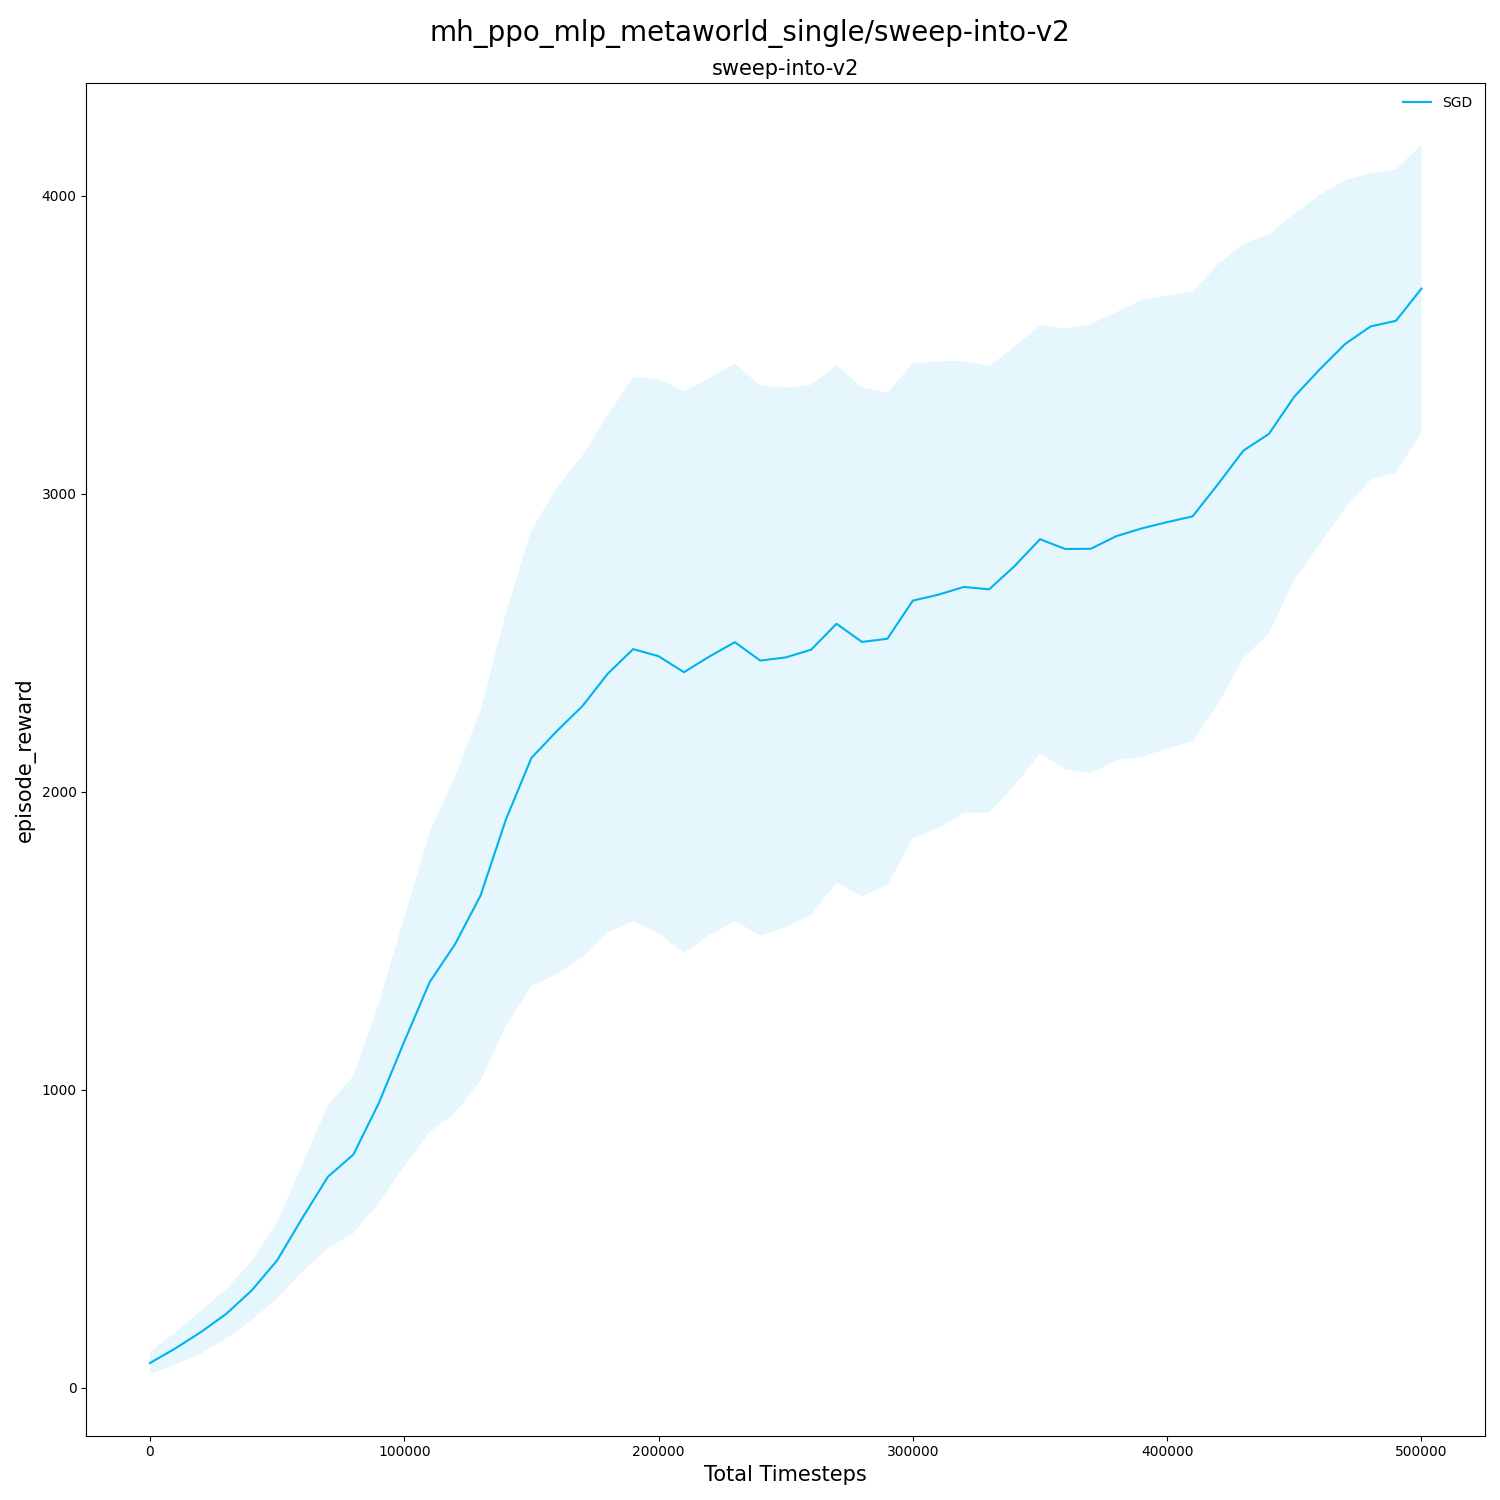 mh_ppo_mlp_metaworld_single/sweep-into-v2
sweep-into-v2
SGD
4000
3000
2000
1000
0
episode_reward
0 100000 200000 300000 400000 500000
Total Timesteps